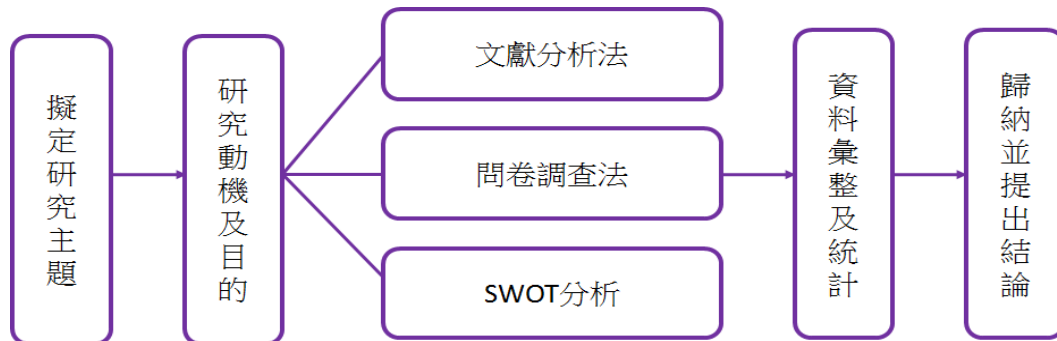 擬定研究主題
研究動機及目的
文獻分析法
問卷調查法
SWOT分析
資料彙整及統計
歸納並提出結論